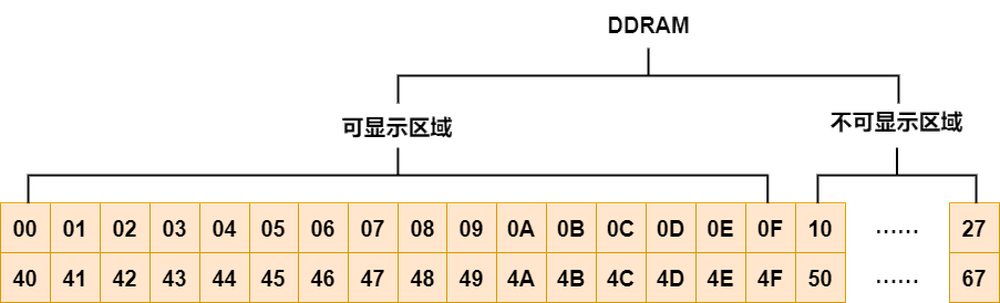 DDRAM
可显示区域
不可显示区域
00 01 02 03 04 05 06 07 08 09 0A 0B 0C 0D 0E 0F 10 …… 27
40 41 42 43 44 45 46 47 48 49 4A 4B 4C 4D 4E 4F 50 …… 67